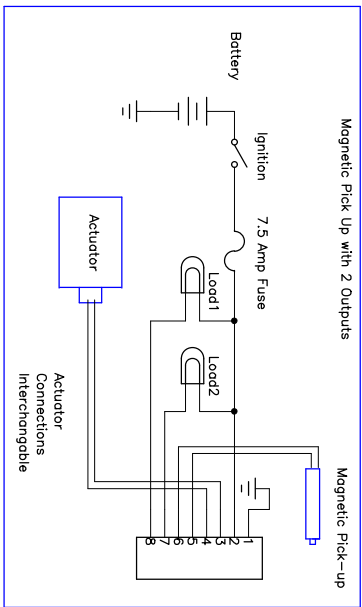 Magnetic Pick Up with 2 Outputs
Battery
Ignition
7.5 Amp Fuse
Load1
Load2
Magnetic Pick-up
Actuator
Actuator
Connections
Interchangable
1
2
3
4
5
6
7
8